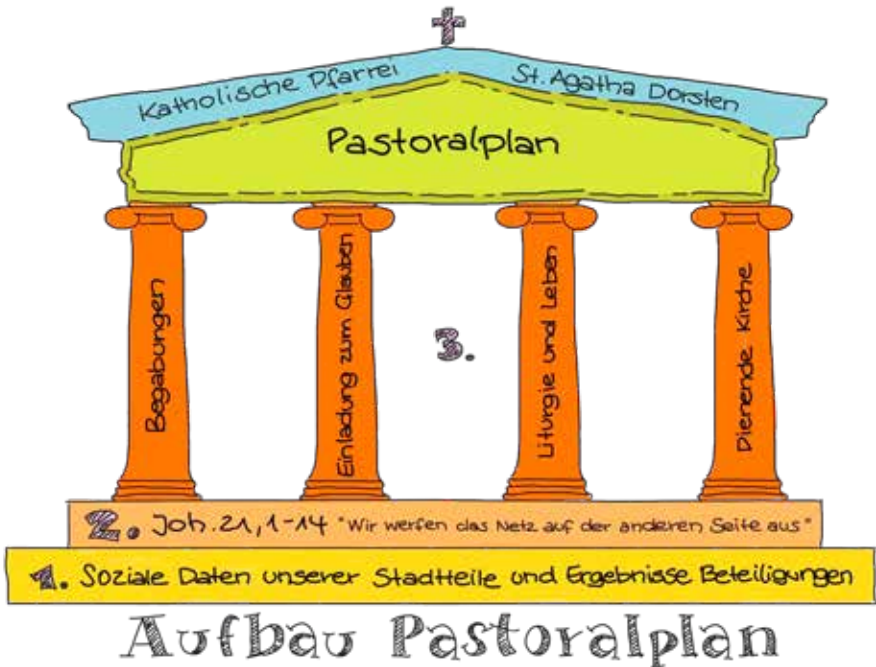 Katholische Pfarrei St. Agatha Dorsten
Pastoralplan
Begabungen
Einladung zum Glauben
3.
Liturgie und Leben
Dienende Kirche
2. Joh. 21, 1-14 "Wir werfen das Netz auf der anderen Seite aus"
1. Soziale Daten unserer Stadtteile und Ergebnisse Beteiligungen
Aufbau Pastoralplan